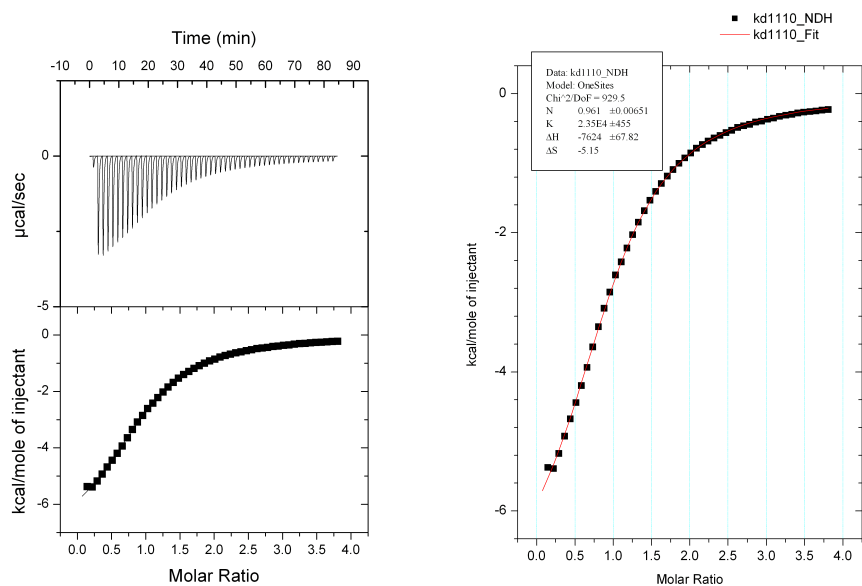 Time (min)
-10 0 10 20 30 40 50 60 70 80 90
0
-5
µcal/sec
0
-2
-4
-6
kcal/mole of injectant
0.0 0.5 1.0 1.5 2.0 2.5 3.0 3.5 4.0
Molar Ratio
kd1110_NDH
kd1110_Fit
Data: kd1110_NDH
Model: OneSites
Chi^2/DoF = 929.5
N 0.961 ±0.00651
K 2.35E4 ±455
ΔH -7624 ±67.82
ΔS -5.15
0
-2
-4
-6
kcal/mole of injectant
0.0 0.5 1.0 1.5 2.0 2.5 3.0 3.5 4.0
Molar Ratio